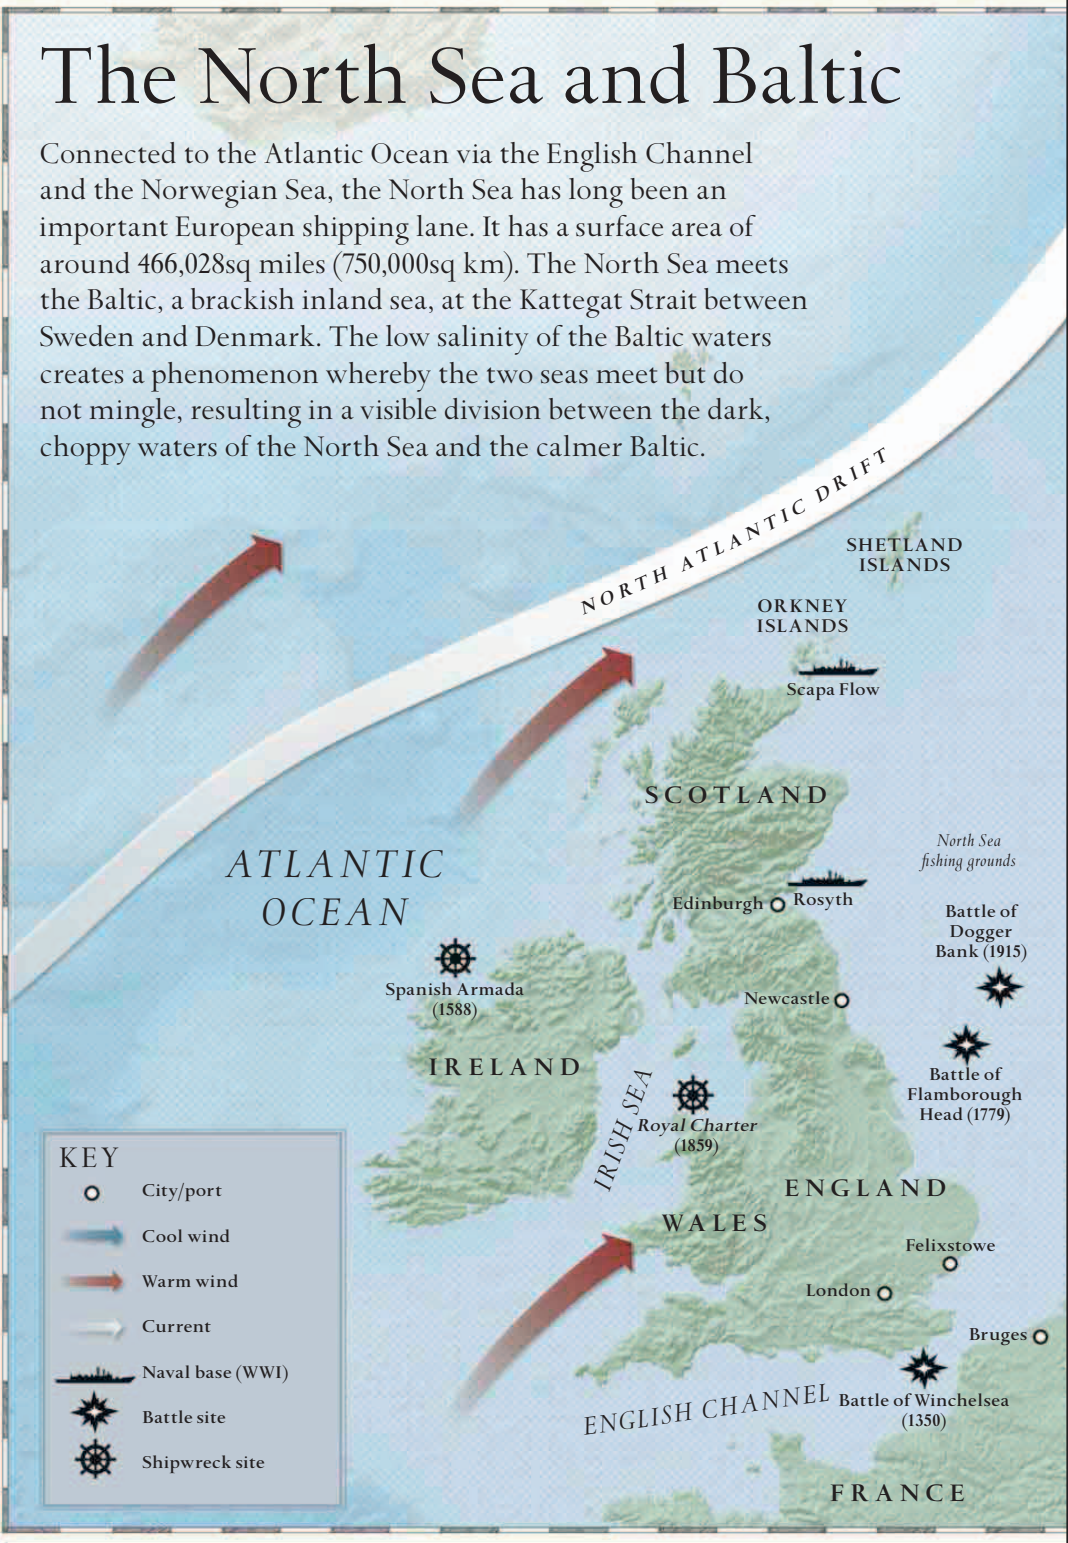 The North Sea and Baltic
Connected to the Atlantic Ocean via the English Channel
and the Norwegian Sea, the North Sea has long been an
important European shipping lane. It has a surface area of
around 466,028sq miles (750,000sq km). The North Sea meets
the Baltic, a brackish inland sea, at the Kattegat Strait between
Sweden and Denmark. The low salinity of the Baltic waters
creates a phenomenon whereby the two seas meet but do
not mingle, resulting in a visible division between the dark,
choppy waters of the North Sea and the calmer Baltic.
NORTH ATLANTIC DRIFT
SHETLAND
ISLANDS
ORKNEY
ISLANDS
Scapa Flow
SCOTLAND
ATLANTIC
OCEAN
North Sea
fishing grounds
Edinburgh
Rosyth
Battle of
Dogger
Bank (1915)
Spanish Armada
(1588)
Newcastle
IRELAND
IRISH SEA
Royal Charter
(1859)
Battle of
Flamborough
Head (1779)
ENGLAND
WALES
Felixstowe
London
Bruges
ENGLISH CHANNEL
Battle of Winchelsea
(1350)
FRANCE
KEY
City/port
Cool wind
Warm wind
Current
Naval base (WWI)
Battle site
Shipwreck site